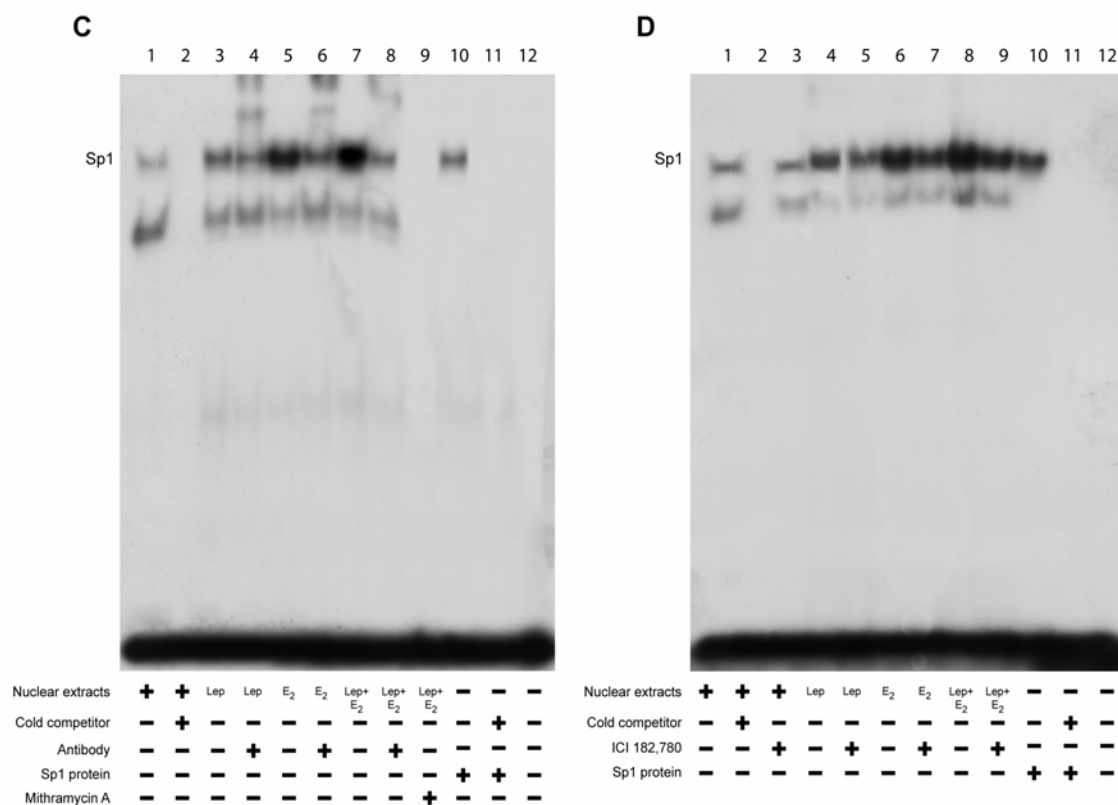 C
1 2 3 4 5 6 7 8 9 10 11 12
Sp1
Nuclear extracts + + Lep Lep E2 E2 Lep+ E2 Lep+ E2 Lep+ E2 − − −
Cold competitor − + − − − − − − − − + −
Antibody − − − + − + − + − − − −
Sp1 protein − − − − − − − − − + + −
Mithramycin A − − − − − − − − + − − −
D
1 2 3 4 5 6 7 8 9 10 11 12
Sp1
Nuclear extracts + + + Lep Lep E2 E2 Lep+ E2 Lep+ E2 − − −
Cold competitor − + − − − − − − − − + −
ICI 182,780 − − + − + − + − + − − −
Sp1 protein − − − − − − − − − + + −